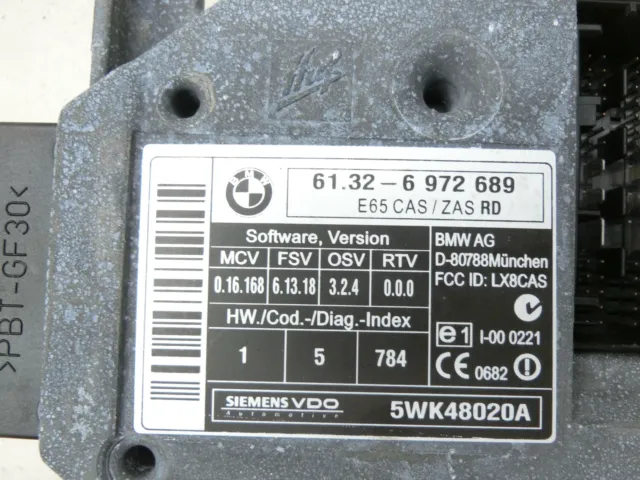 61.32-6 972 689
E65 CAS/ZAS RD
BMW
Software, Version
MCV FSV OSV RTV
0.16.168 6.13.18 3.2.4 0.0.0
HW./Cod-/Diag.-Index
1 5 784
BMW AG
D-80788München
FCC ID: LX8CAS
e1 I-00 0221
CE 0682
SIEMENS VDO
Automotive
5WK48020A
>PBT-GF30<